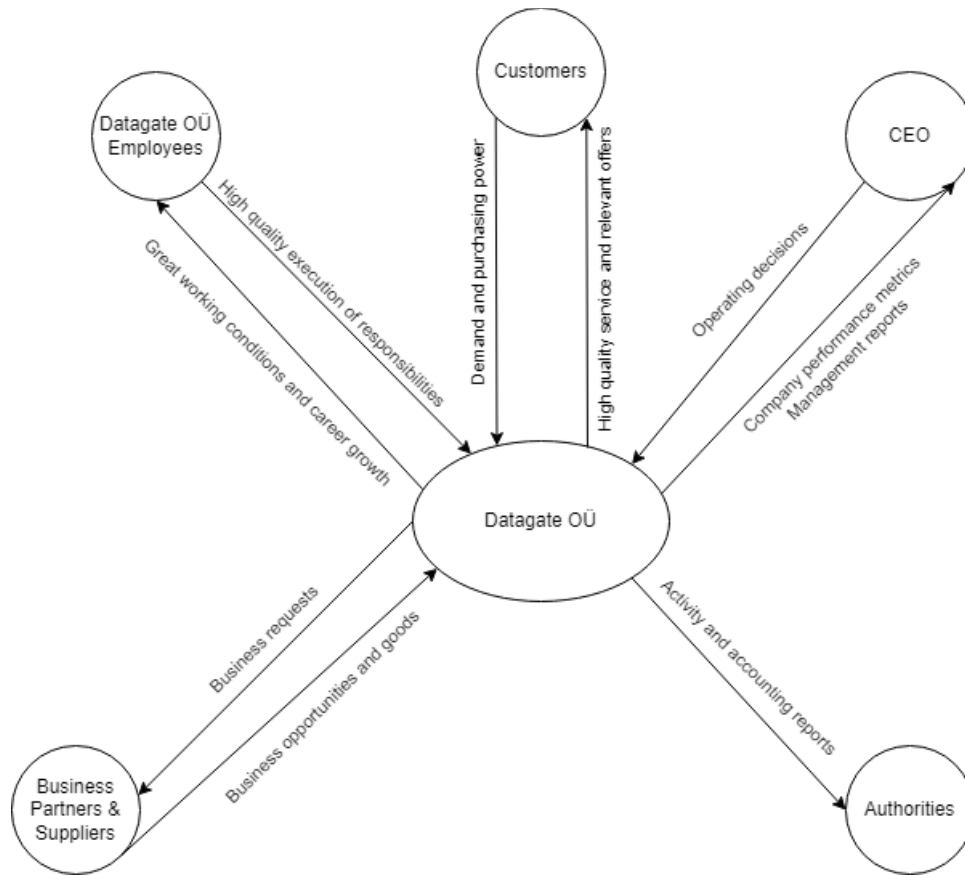 Customers
Datagate OÜ
Employees
CEO
High quality execution of responsibilities
Great working conditions and career growth
Demand and purchasing power
High quality service and relevant offers
Operating decisions
Company performance metrics
Management reports
Datagate OÜ
Business requests
Business opportunities and goods
Activity and accounting reports
Business
Partners &
Suppliers
Authorities